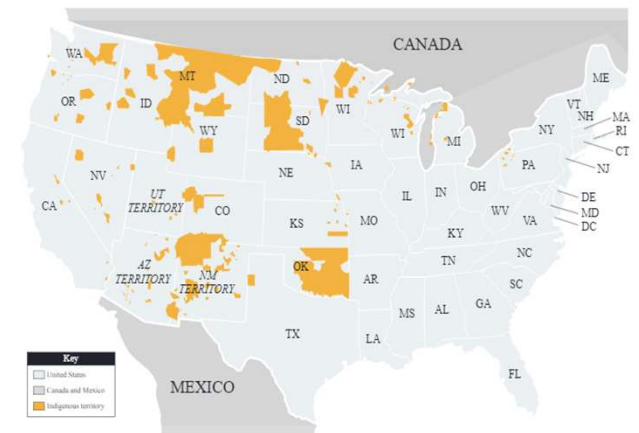 CANADA
WA
MT
ND
ME
OR
ID
WI
VT
NH
MA
SD
WI
MI
NY
RI
WY
CT
IA
PA
NJ
NE
NV
OH
UT
TERRITORY
IL
IN
DE
CA
CO
WV
MD
KS
MO
VA
DC
KY
NC
AZ
TERRITORY
NM
TERRITORY
OK
TN
AR
SC
MS
AL
GA
TX
LA
FL
MEXICO
Key
United States
Canada and Mexico
Indigenous territory